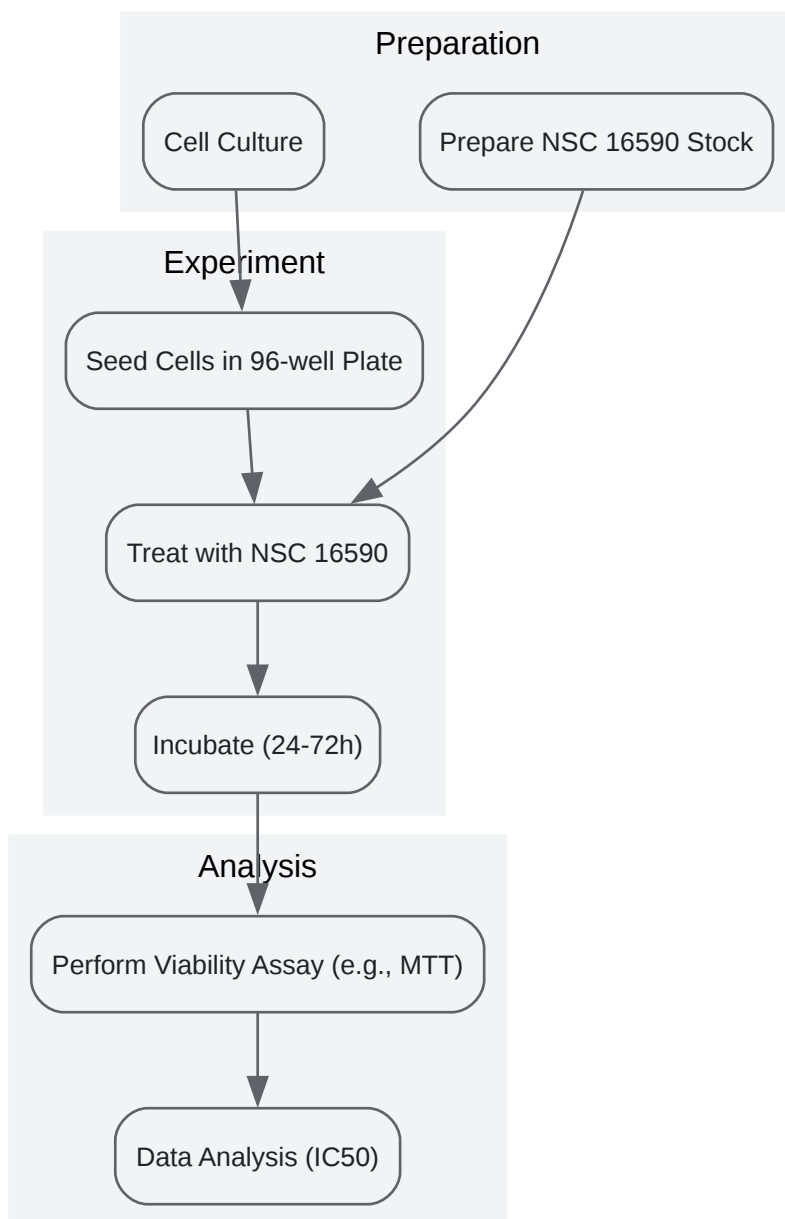 Preparation
Cell Culture
Prepare NSC 16590 Stock
Experiment
Seed Cells in 96-well Plate
Treat with NSC 16590
Incubate (24-72h)
Analysis
Perform Viability Assay (e.g., MTT)
Data Analysis (IC50)